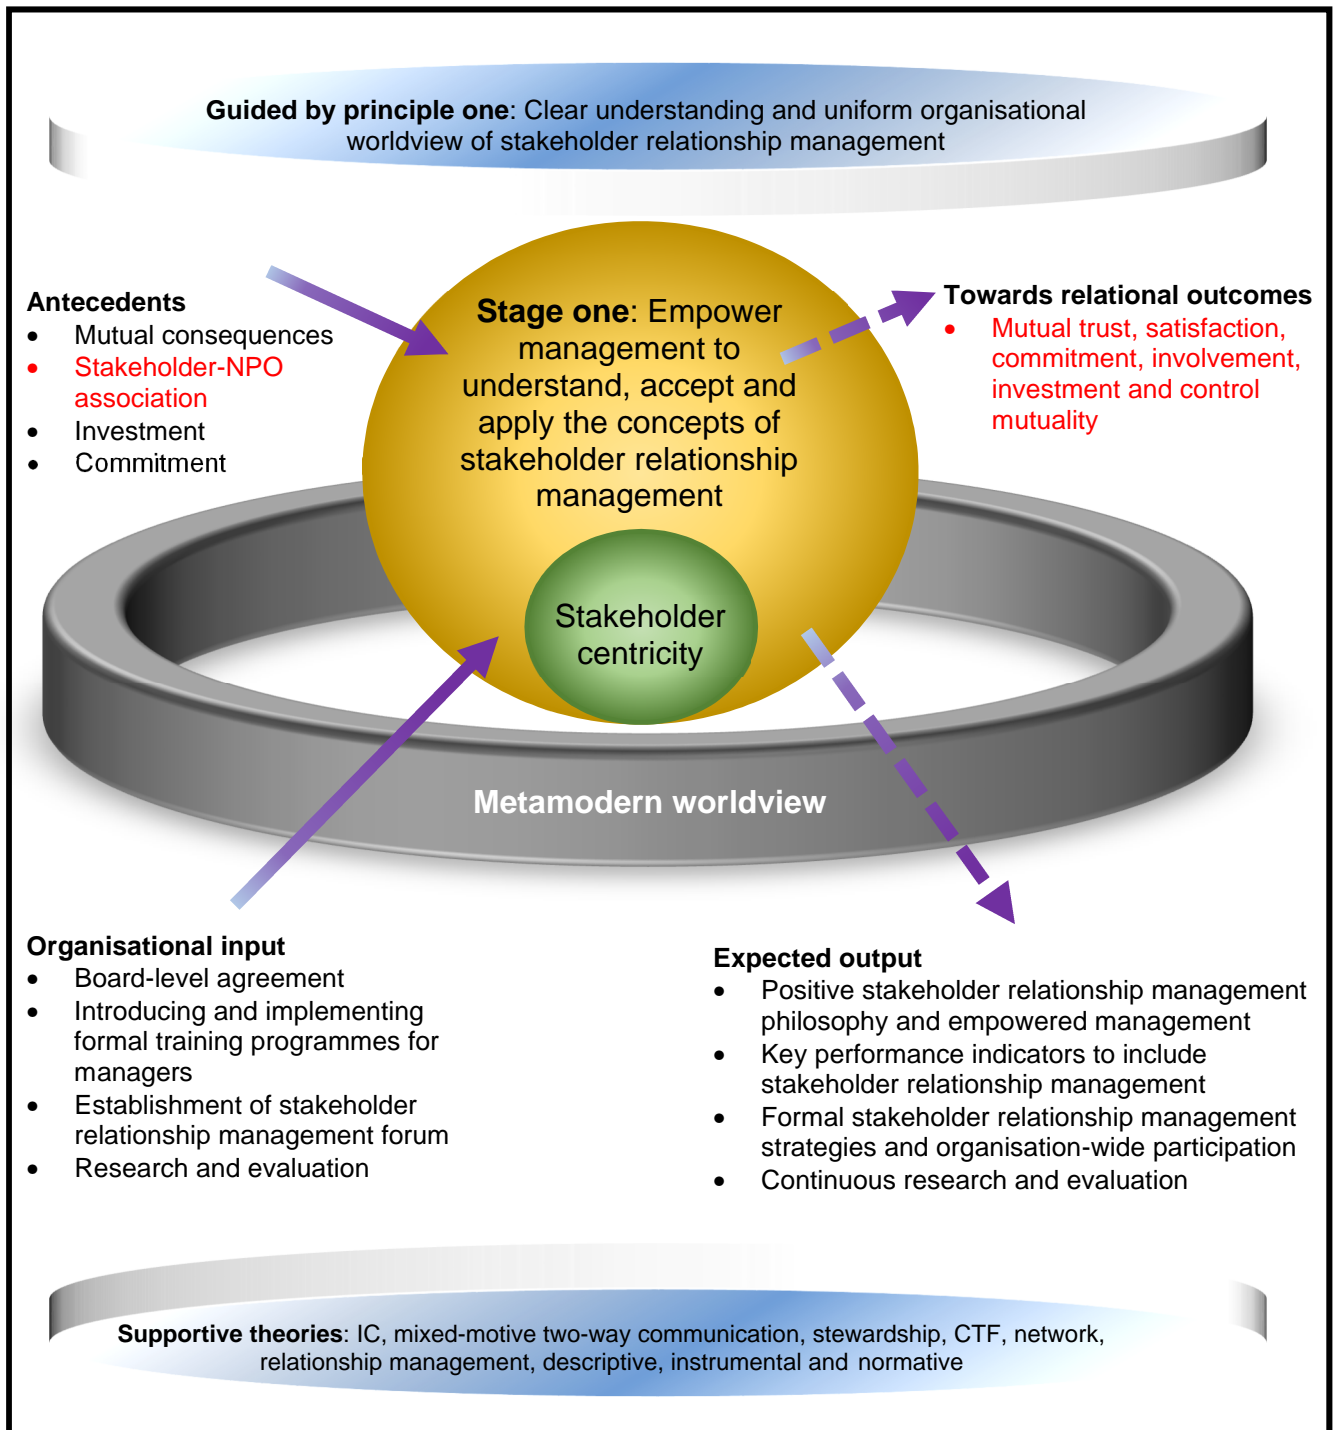 Guided by principle one: Clear understanding and uniform organisational
worldview of stakeholder relationship management
Antecedents
• Mutual consequences
• Stakeholder-NPO
association
• Investment
• Commitment
Stage one: Empower
management to
understand, accept and
apply the concepts of
stakeholder relationship
management
Towards relational outcomes
• Mutual trust, satisfaction,
commitment, involvement,
investment and control
mutuality
Stakeholder
centricity
Metamodern worldview
Organisational input
• Board-level agreement
• Introducing and implementing
formal training programmes for
managers
• Establishment of stakeholder
relationship management forum
• Research and evaluation
Expected output
• Positive stakeholder relationship management
philosophy and empowered management
• Key performance indicators to include
stakeholder relationship management
• Formal stakeholder relationship management
strategies and organisation-wide participation
• Continuous research and evaluation
Supportive theories: IC, mixed-motive two-way communication, stewardship, CTF, network,
relationship management, descriptive, instrumental and normative